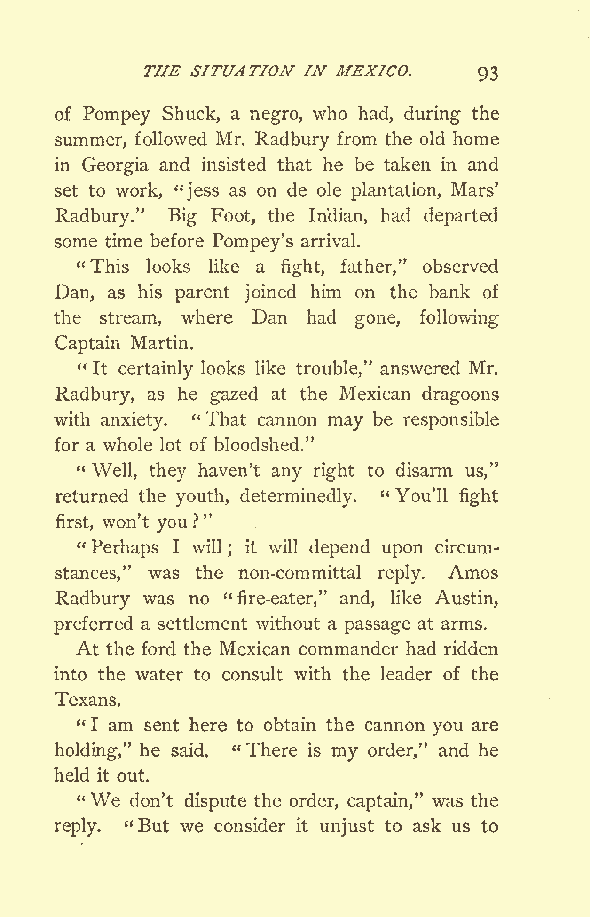 THE SITUATION IN MEXICO. 93
of Pompey Shuck, a negro, who had, during the
summer, followed Mr. Radbury from the old home
in Georgia and insisted that he be taken in and
set to work, "jess as on de ole plantation, Mars'
Radbury." Big Foot, the Indian, had departed
some time before Pompey's arrival.
"This looks like a fight, father," observed
Dan, as his parent joined him on the bank of
the stream, where Dan had gone, following
Captain Martin.
"It certainly looks like trouble," answered Mr.
Radbury, as he gazed at the Mexican dragoons
with anxiety. "That cannon may be responsible
for a whole lot of bloodshed."
"Well, they haven't any right to disarm us,"
returned the youth, determinedly. "You'll fight
first, won't you?"
"Perhaps I will; it will depend upon circum-
stances," was the non-committal reply. Amos
Radbury was no "fire-eater," and, like Austin,
preferred a settlement without a passage at arms.
At the ford the Mexican commander had ridden
into the water to consult with the leader of the
Texans.
"I am sent here to obtain the cannon you are
holding," he said. "There is my order," and he
held it out.
"We don't dispute the order, captain," was the
reply. "But we consider it unjust to ask us to